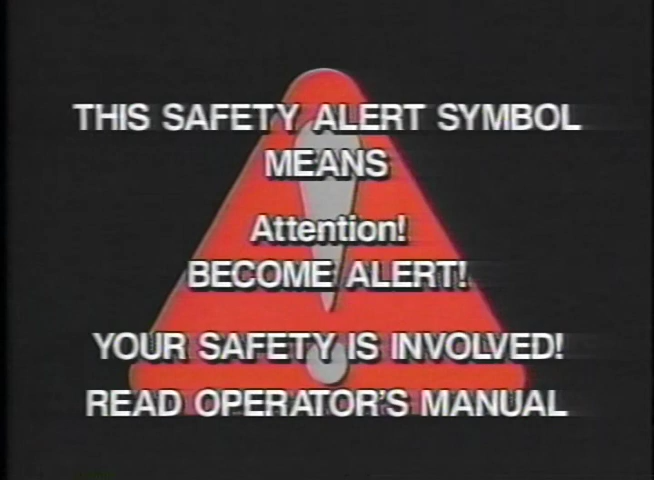 THIS SAFETY ALERT SYMBOL
MEANS
Attention!
BECOME ALERT!
YOUR SAFETY IS INVOLVED!
READ OPERATOR'S MANUAL